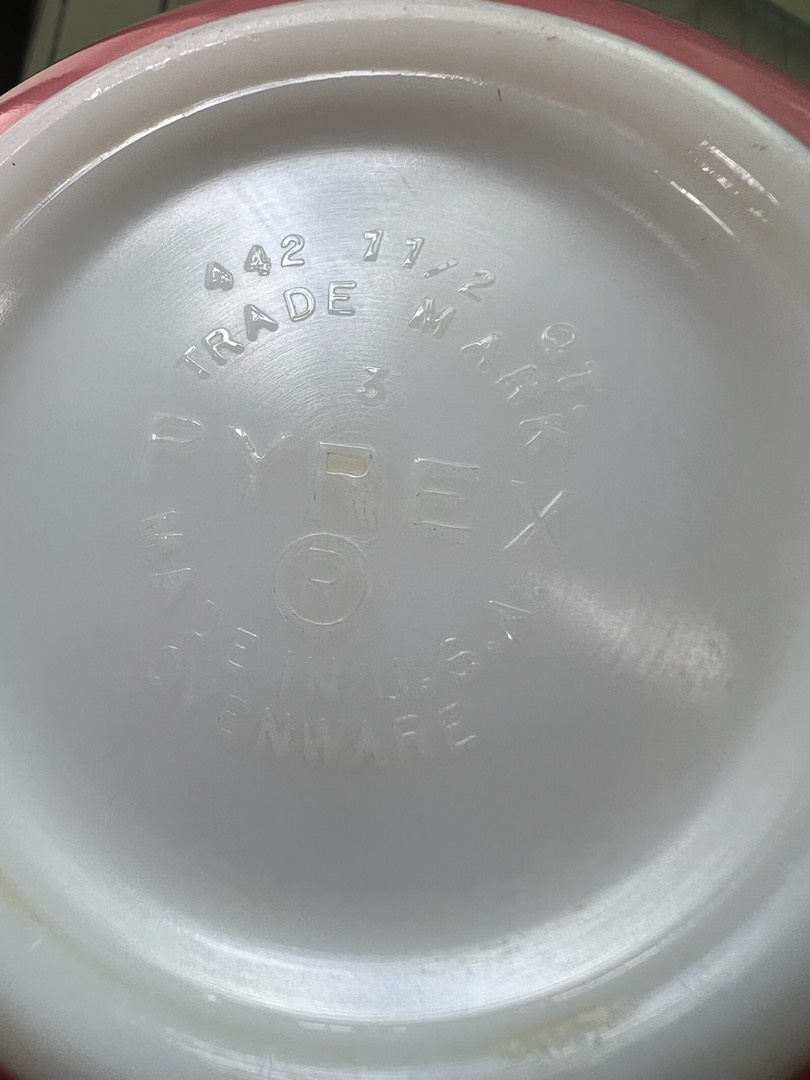 442 1 1/2 QT.
TRADE MARK
3
PYREX
®
MADE IN U.S.A.
OVENWARE